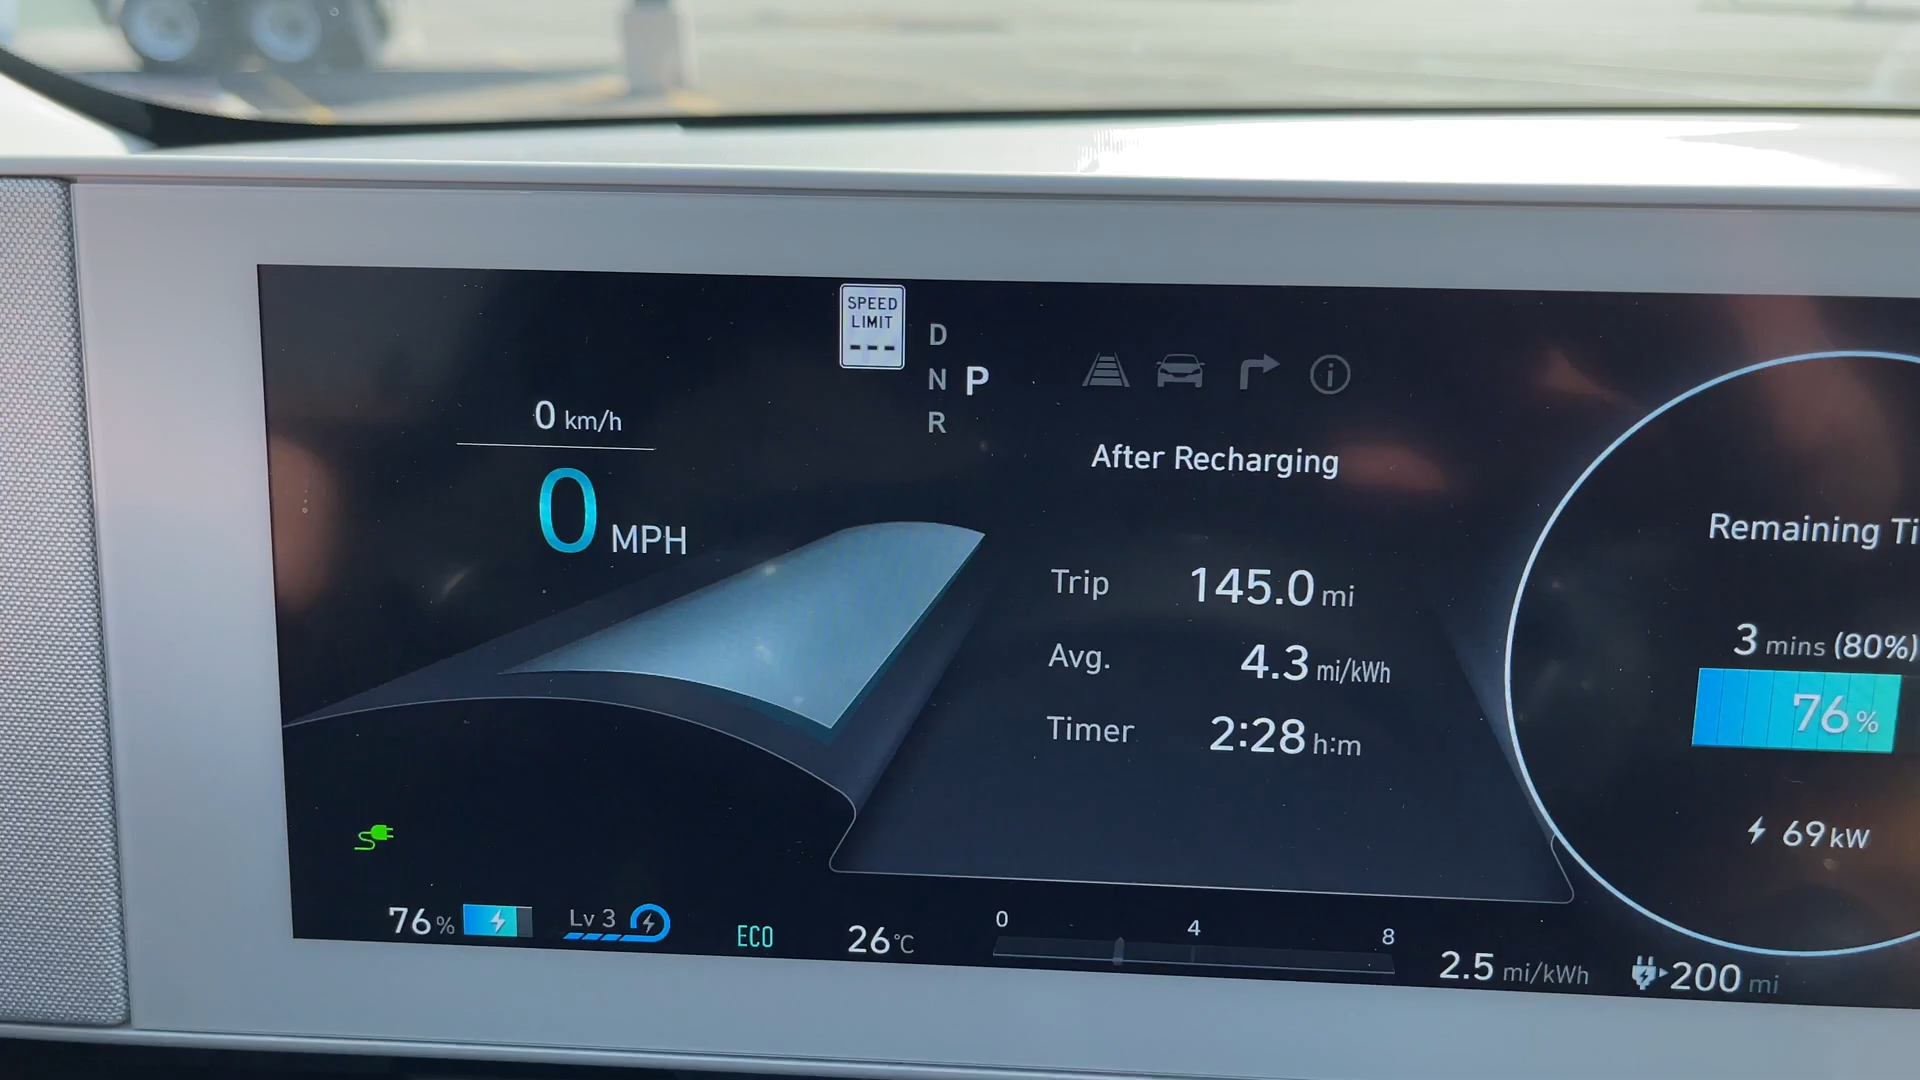 SPEED
LIMIT
---
D
N P
R
0 km/h
0 MPH
After Recharging
Trip 145.0 mi
Avg. 4.3 mi/kWh
Timer 2:28 h:m
Remaining Ti
3 mins (80%)
76%
69 kW
76%
Lv 3
ECO
26°C
0 4 8
2.5 mi/kWh
200 mi